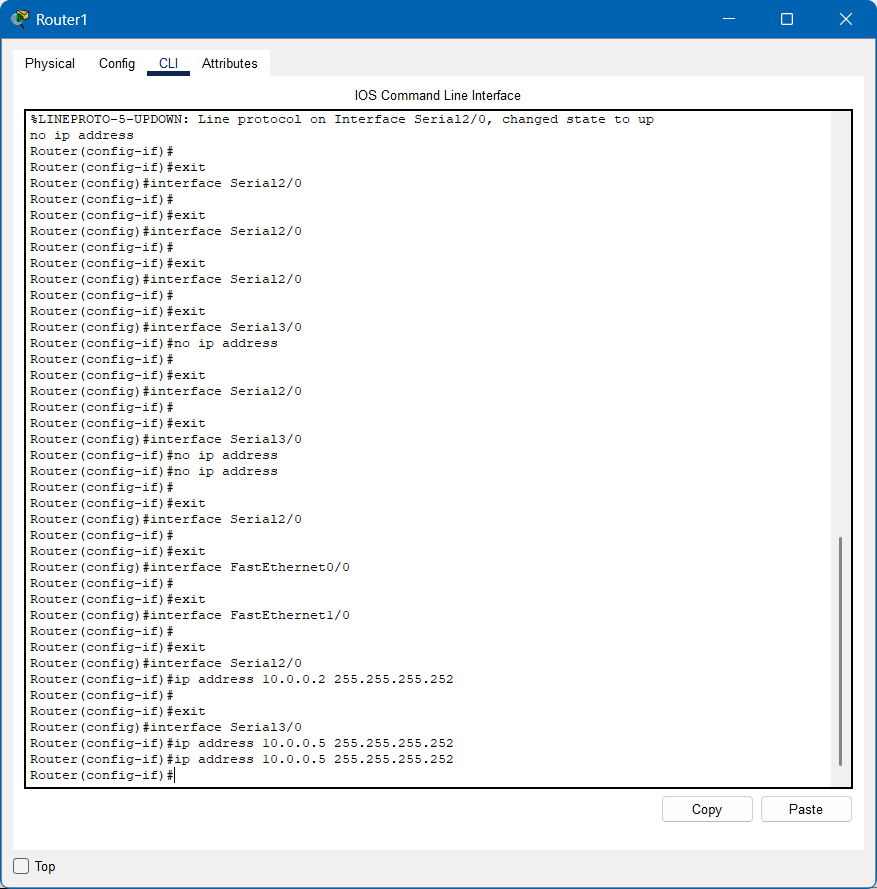 Router1
Physical Config CLI Attributes
IOS Command Line Interface
%LINEPROTO-5-UPDOWN: Line protocol on Interface Serial2/0, changed state to up
no ip address
Router(config-if)#
Router(config-if)#exit
Router(config)#interface Serial2/0
Router(config-if)#
Router(config-if)#exit
Router(config)#interface Serial2/0
Router(config-if)#
Router(config-if)#exit
Router(config)#interface Serial2/0
Router(config-if)#
Router(config-if)#exit
Router(config)#interface Serial3/0
Router(config-if)#no ip address
Router(config-if)#
Router(config-if)#exit
Router(config)#interface Serial2/0
Router(config-if)#
Router(config-if)#exit
Router(config)#interface Serial3/0
Router(config-if)#no ip address
Router(config-if)#no ip address
Router(config-if)#
Router(config-if)#exit
Router(config)#interface Serial2/0
Router(config-if)#
Router(config-if)#exit
Router(config)#interface FastEthernet0/0
Router(config-if)#
Router(config-if)#exit
Router(config)#interface FastEthernet1/0
Router(config-if)#
Router(config-if)#exit
Router(config)#interface Serial2/0
Router(config-if)#ip address 10.0.0.2 255.255.255.252
Router(config-if)#
Router(config-if)#exit
Router(config)#interface Serial3/0
Router(config-if)#ip address 10.0.0.5 255.255.255.252
Router(config-if)#ip address 10.0.0.5 255.255.255.252
Router(config-if)#
Copy Paste
Top